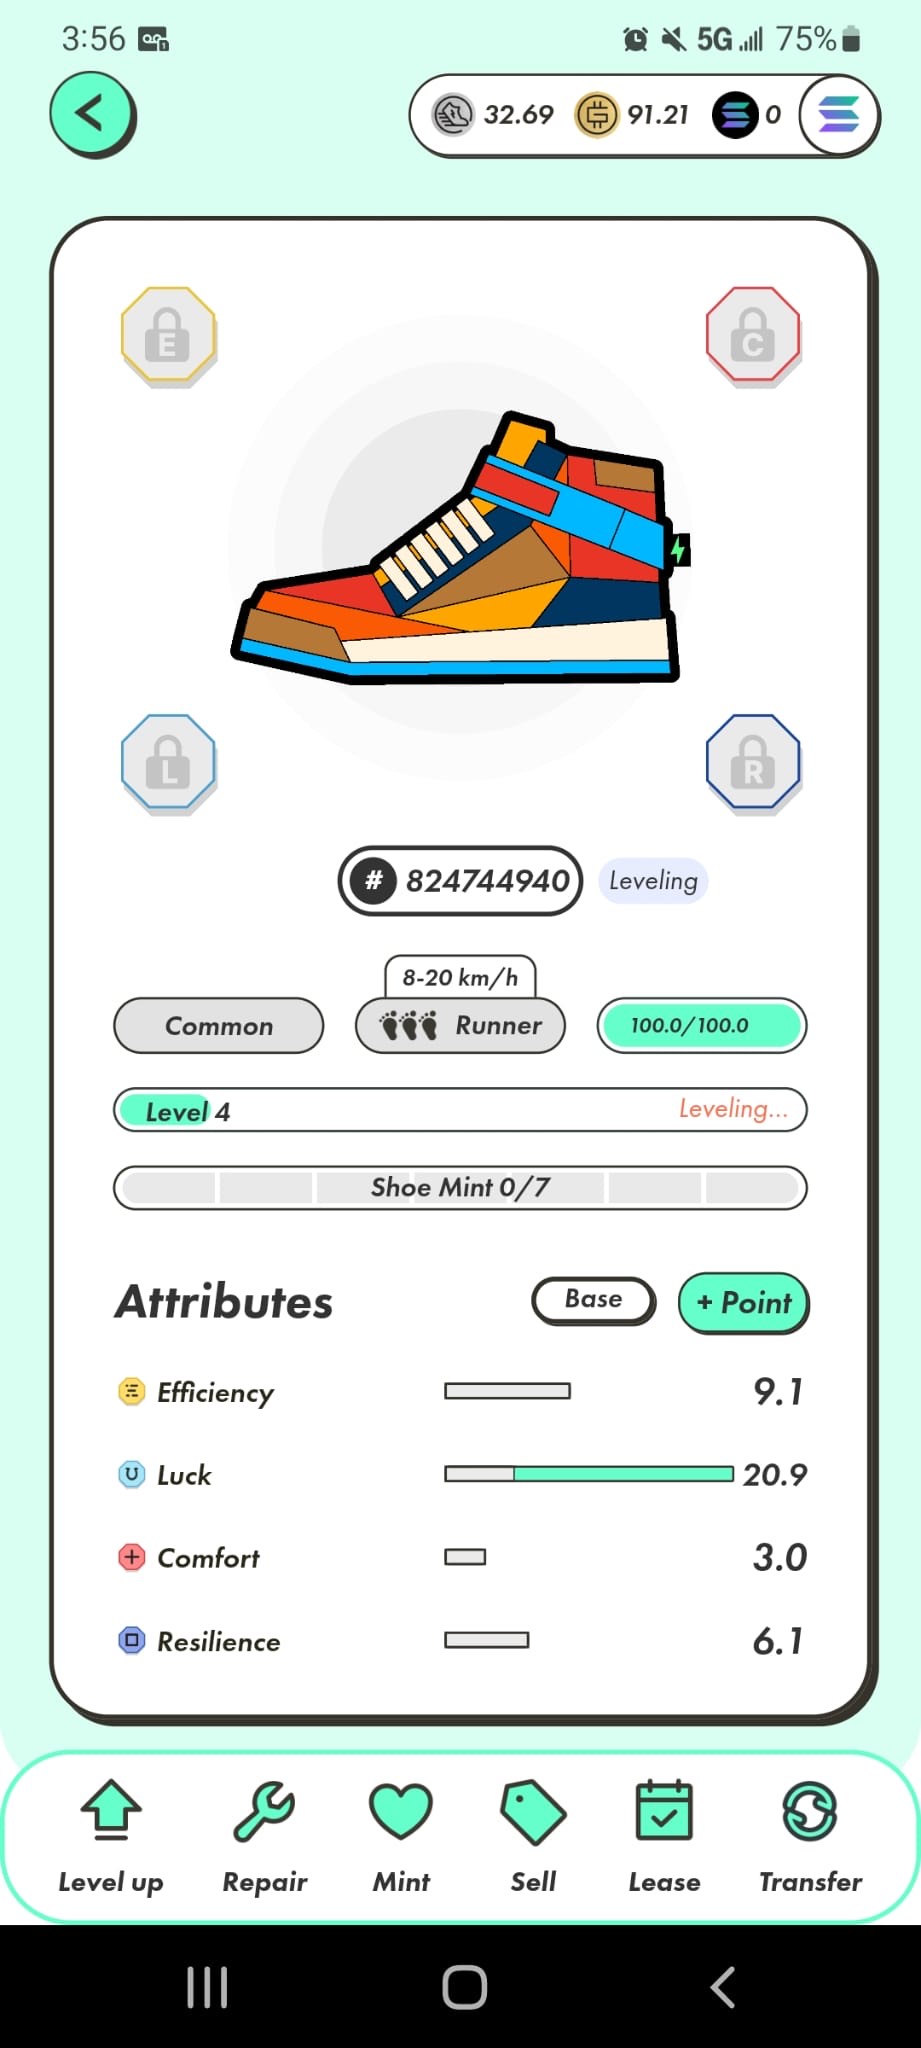 3:56 5G 75%
32.69 91.21 0
E C
L R
# 824744940 Leveling
8-20 km/h
Common Runner 100.0/100.0
Level 4 Leveling...
Shoe Mint 0/7
Attributes Base + Point
Efficiency 9.1
Luck 20.9
Comfort 3.0
Resilience 6.1
Level up Repair Mint Sell Lease Transfer